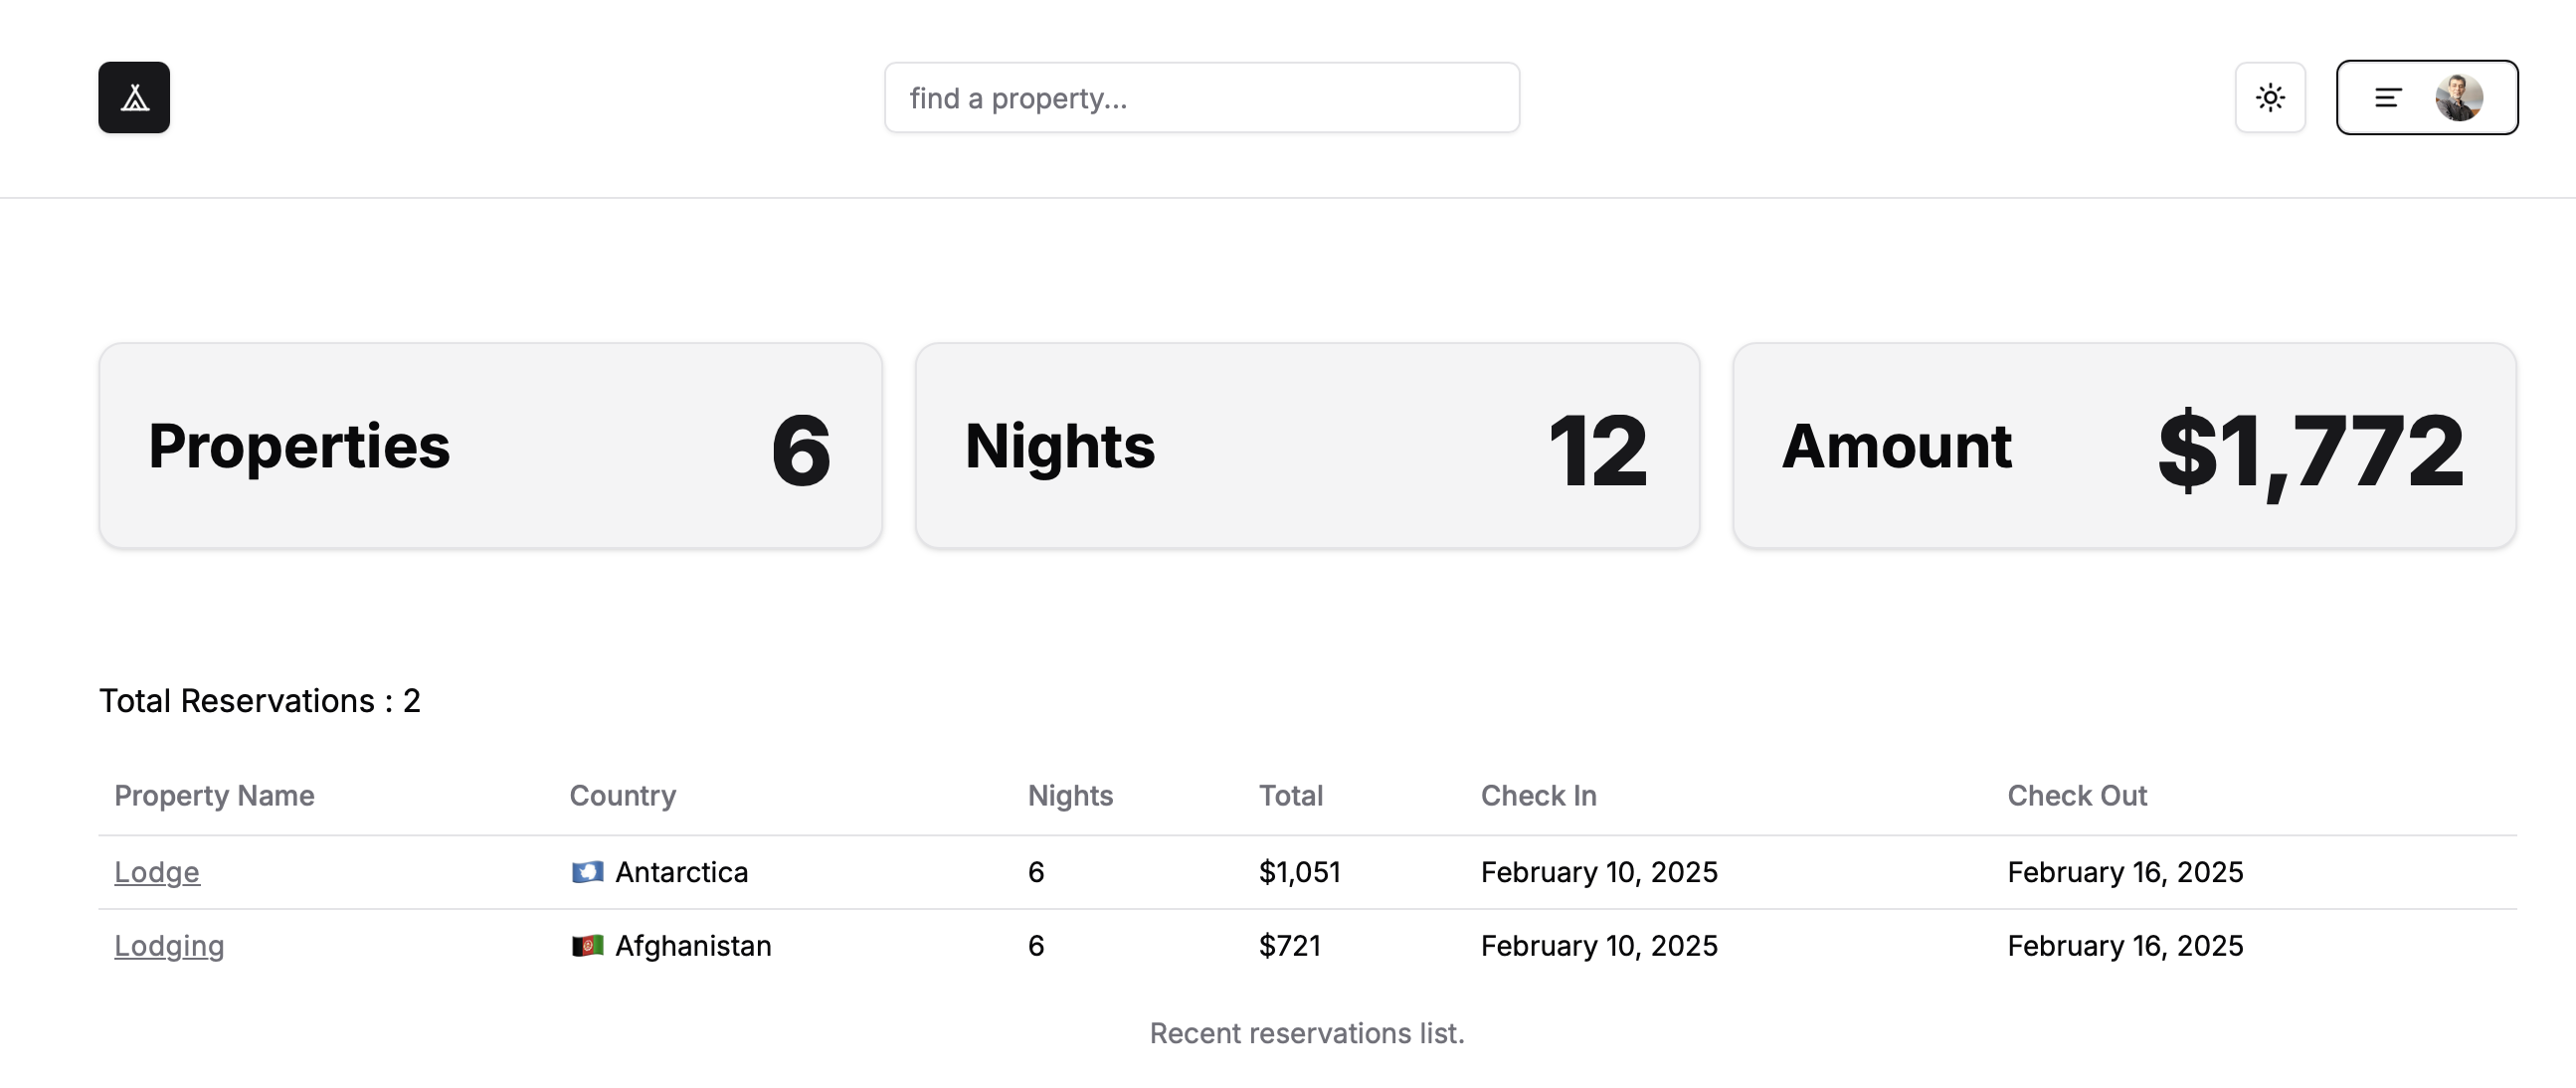 find a property...
Properties 6 Nights 12 Amount $1,772
Total Reservations : 2
Property Name Country Nights Total Check In Check Out
Lodge Antarctica 6 $1,051 February 10, 2025 February 16, 2025
Lodging Afghanistan 6 $721 February 10, 2025 February 16, 2025
Recent reservations list.